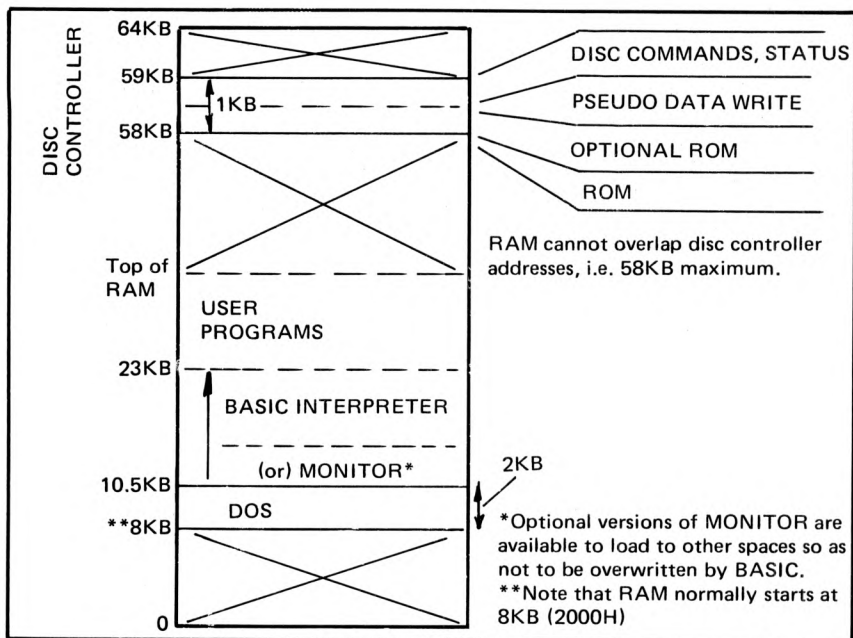 64KB
DISC COMMANDS, STATUS
59KB
1KB
PSEUDO DATA WRITE
58KB
OPTIONAL ROM
ROM
DISC
CONTROLLER
RAM cannot overlap disc controller
addresses, i.e. 58KB maximum.
Top of
RAM
USER
PROGRAMS
23KB
BASIC INTERPRETER
(or) MONITOR*
2KB
10.5KB
DOS
**8KB
*Optional versions of MONITOR are
available to load to other spaces so as
not to be overwritten by BASIC.
**Note that RAM normally starts at
8KB (2000H)
0